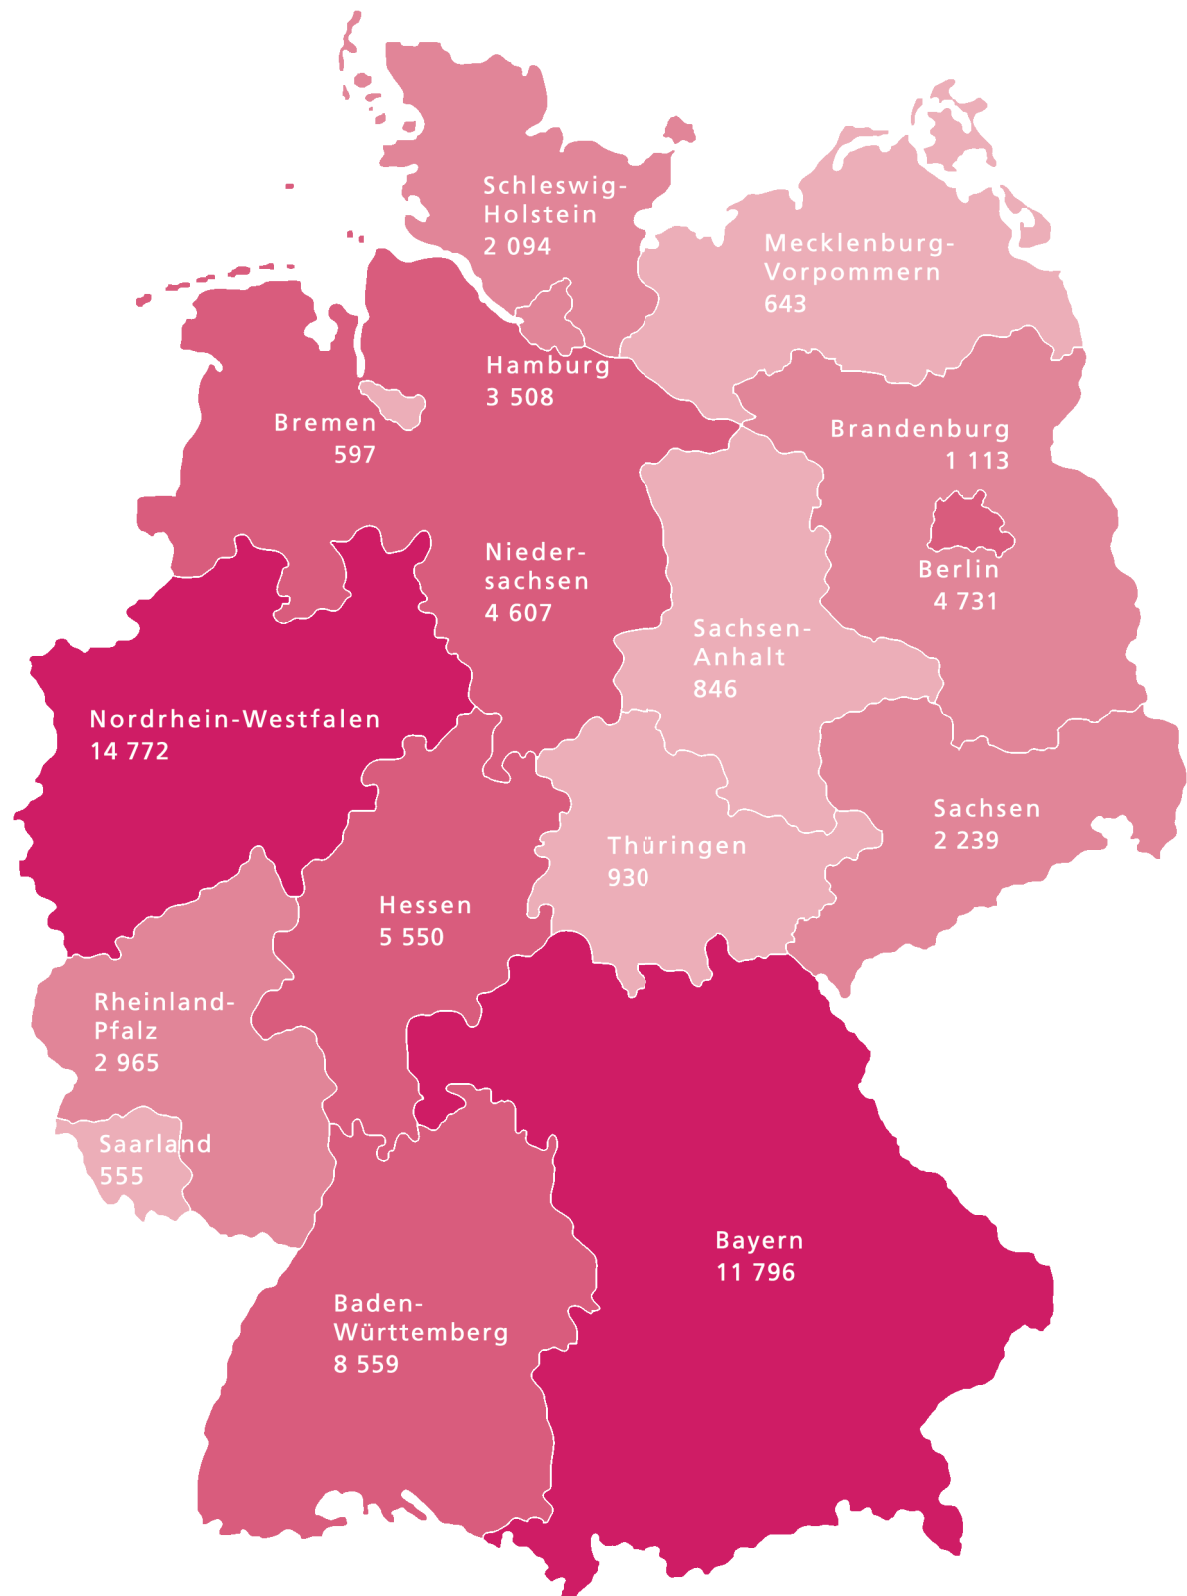 Schleswig-
Holstein
2 094
Mecklenburg-
Vorpommern
643
Hamburg
3 508
Bremen
597
Brandenburg
1 113
Berlin
4 731
Nieder-
sachsen
4 607
Sachsen-
Anhalt
846
Nordrhein-Westfalen
14 772
Sachsen
2 239
Thüringen
930
Hessen
5 550
Rheinland-
Pfalz
2 965
Saarland
555
Bayern
11 796
Baden-
Württemberg
8 559